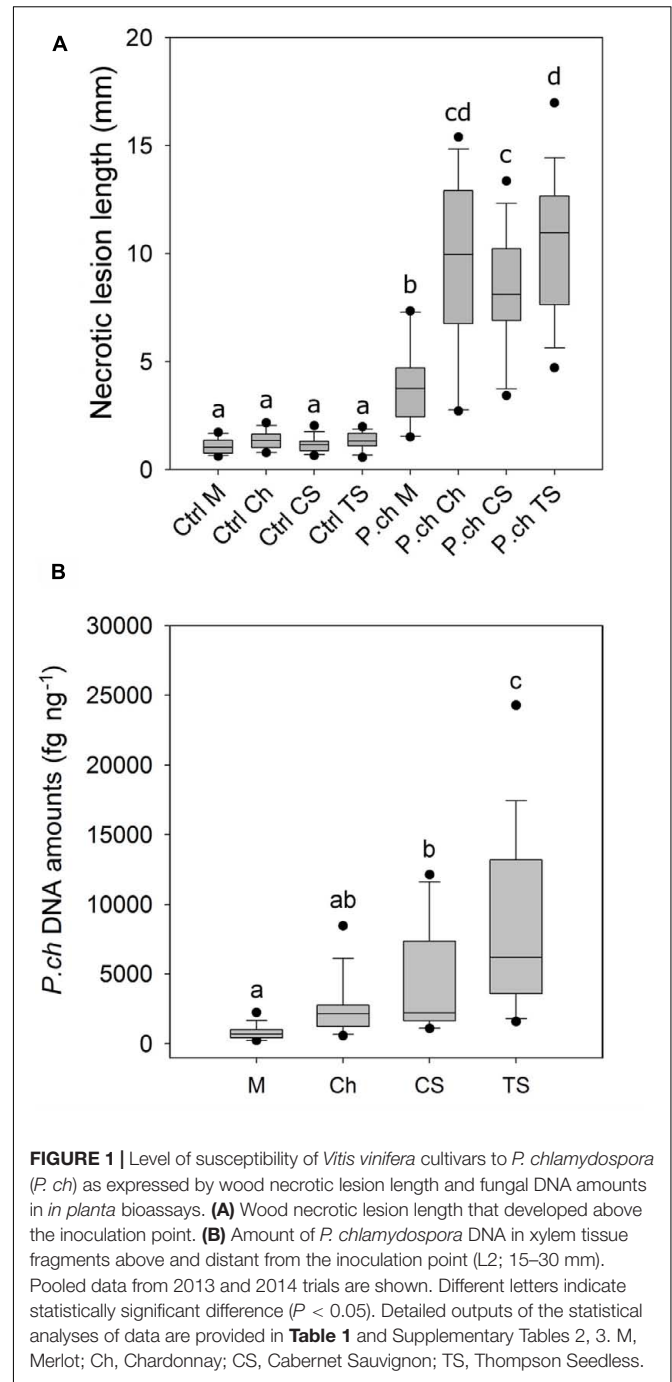 A
Necrotic lesion length (mm)
20
15
10
5
0
a
a
a
a
b
cd
c
d
Ctrl M
Ctrl Ch
Ctrl CS
Ctrl TS
P.ch M
P.ch Ch
P.ch CS
P.ch TS
B
P.ch DNA amounts (fg ng⁻¹)
30000
25000
20000
15000
10000
5000
0
a
ab
b
c
M
Ch
CS
TS
FIGURE 1 | Level of susceptibility of Vitis vinifera cultivars to P. chlamydospora
(P. ch) as expressed by wood necrotic lesion length and fungal DNA amounts
in in planta bioassays. (A) Wood necrotic lesion length that developed above
the inoculation point. (B) Amount of P. chlamydospora DNA in xylem tissue
fragments above and distant from the inoculation point (L2; 15–30 mm).
Pooled data from 2013 and 2014 trials are shown. Different letters indicate
statistically significant difference (P < 0.05). Detailed outputs of the statistical
analyses of data are provided in Table 1 and Supplementary Tables 2, 3. M,
Merlot; Ch, Chardonnay; CS, Cabernet Sauvignon; TS, Thompson Seedless.